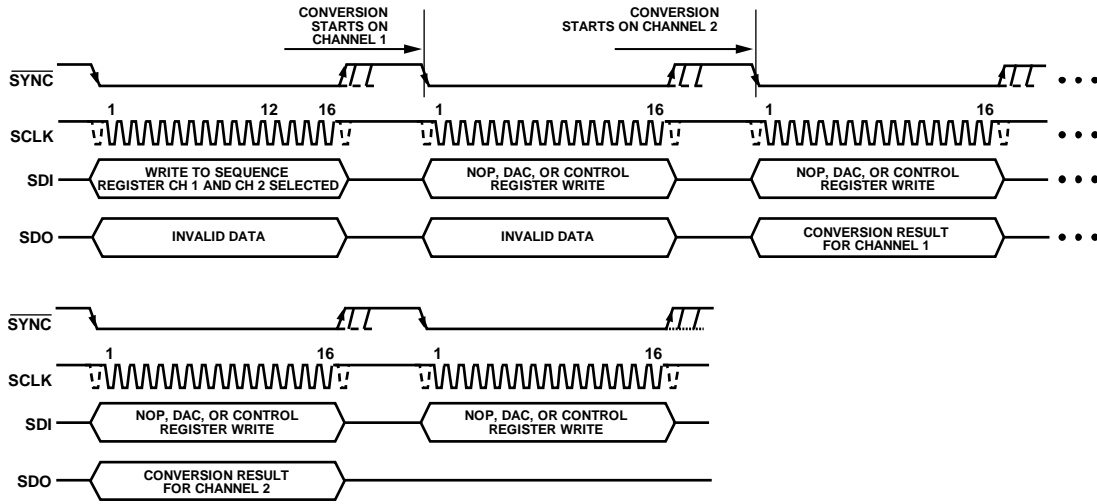 CONVERSION
STARTS ON
CHANNEL 1
CONVERSION
STARTS ON CHANNEL 2
SYNC
1 12 16 1 16 1 16
SCLK
SDI
WRITE TO SEQUENCE
REGISTER CH 1 AND CH 2 SELECTED
NOP, DAC, OR CONTROL
REGISTER WRITE
NOP, DAC, OR CONTROL
REGISTER WRITE
SDO
INVALID DATA
INVALID DATA
CONVERSION RESULT
FOR CHANNEL 1
SYNC
1 16 1 16
SCLK
SDI
NOP, DAC, OR CONTROL
REGISTER WRITE
NOP, DAC, OR CONTROL
REGISTER WRITE
SDO
CONVERSION RESULT
FOR CHANNEL 2